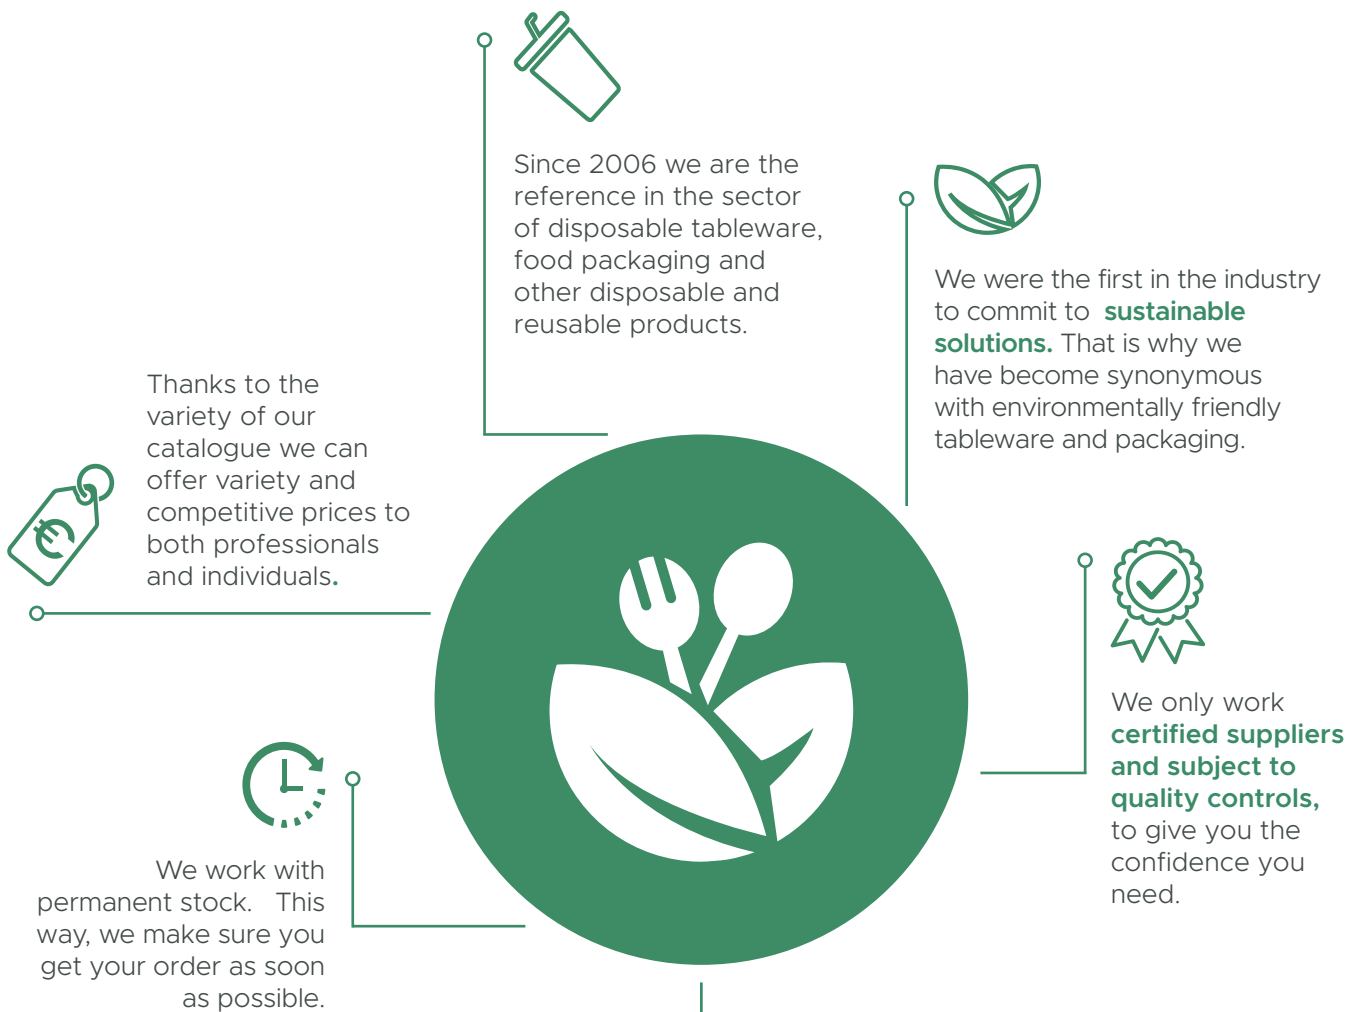 Since 2006 we are the
reference in the sector
of disposable tableware,
food packaging and
other disposable and
reusable products.
We were the first in the industry
to commit to sustainable
solutions. That is why we
have become synonymous
with environmentally friendly
tableware and packaging.
Thanks to the
variety of our
catalogue we can
offer variety and
competitive prices to
both professionals
and individuals.
We only work
certified suppliers
and subject to
quality controls,
to give you the
confidence you
need.
We work with
permanent stock. This
way, we make sure you
get your order as soon
as possible.